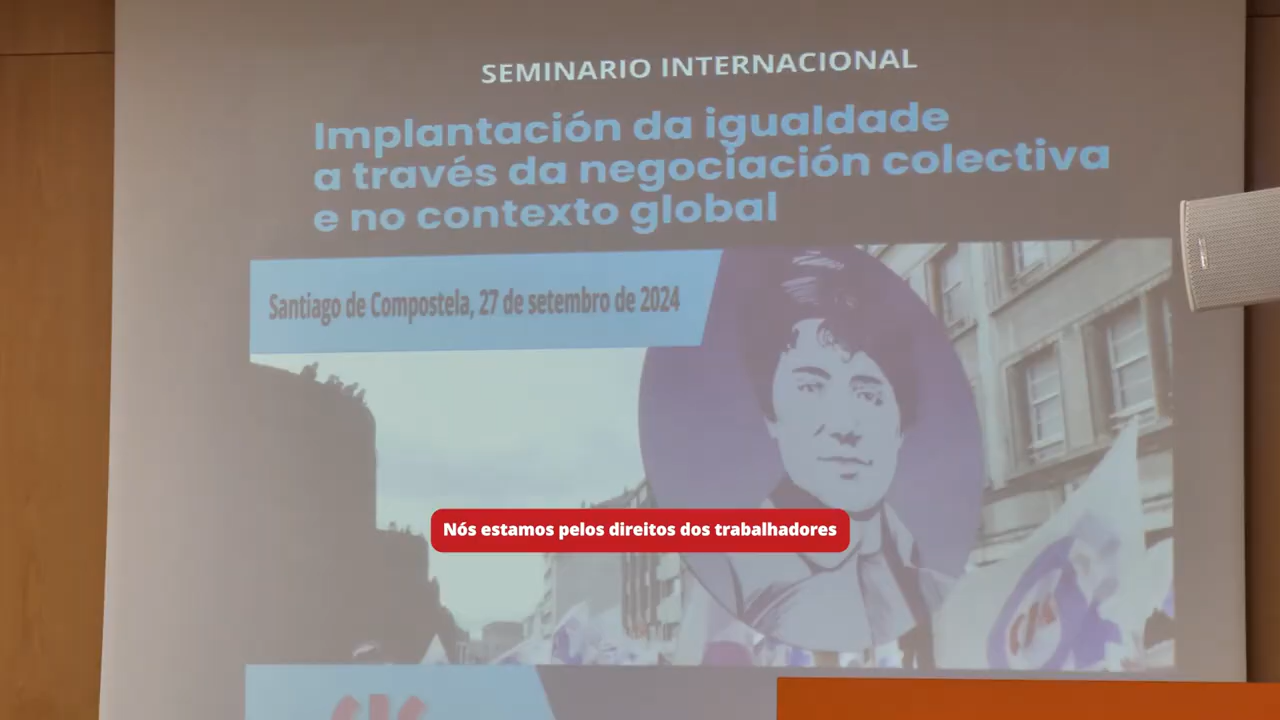 SEMINARIO INTERNACIONAL
Implantación da igualdade
a través da negociación colectiva
e no contexto global
Santiago de Compostela, 27 de setembro de 2024
Nós estamos pelos direitos dos trabalhadores